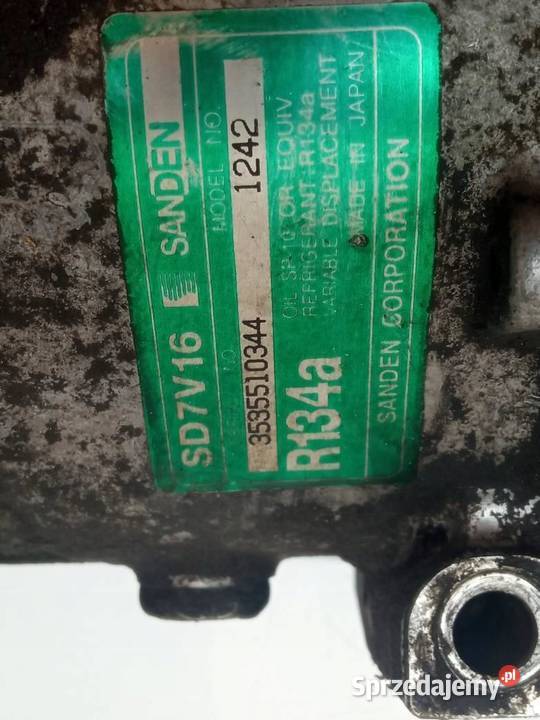 SD7V16 SANDEN
MODEL NO.
1242
NO.
3535510344
OIL SP-10 OR EQUIV.
REFRIGERANT:R134a
VARIABLE DISPLACEMENT
MADE IN JAPAN
R134a
SANDEN CORPORATION
Sprzedajemy.pl